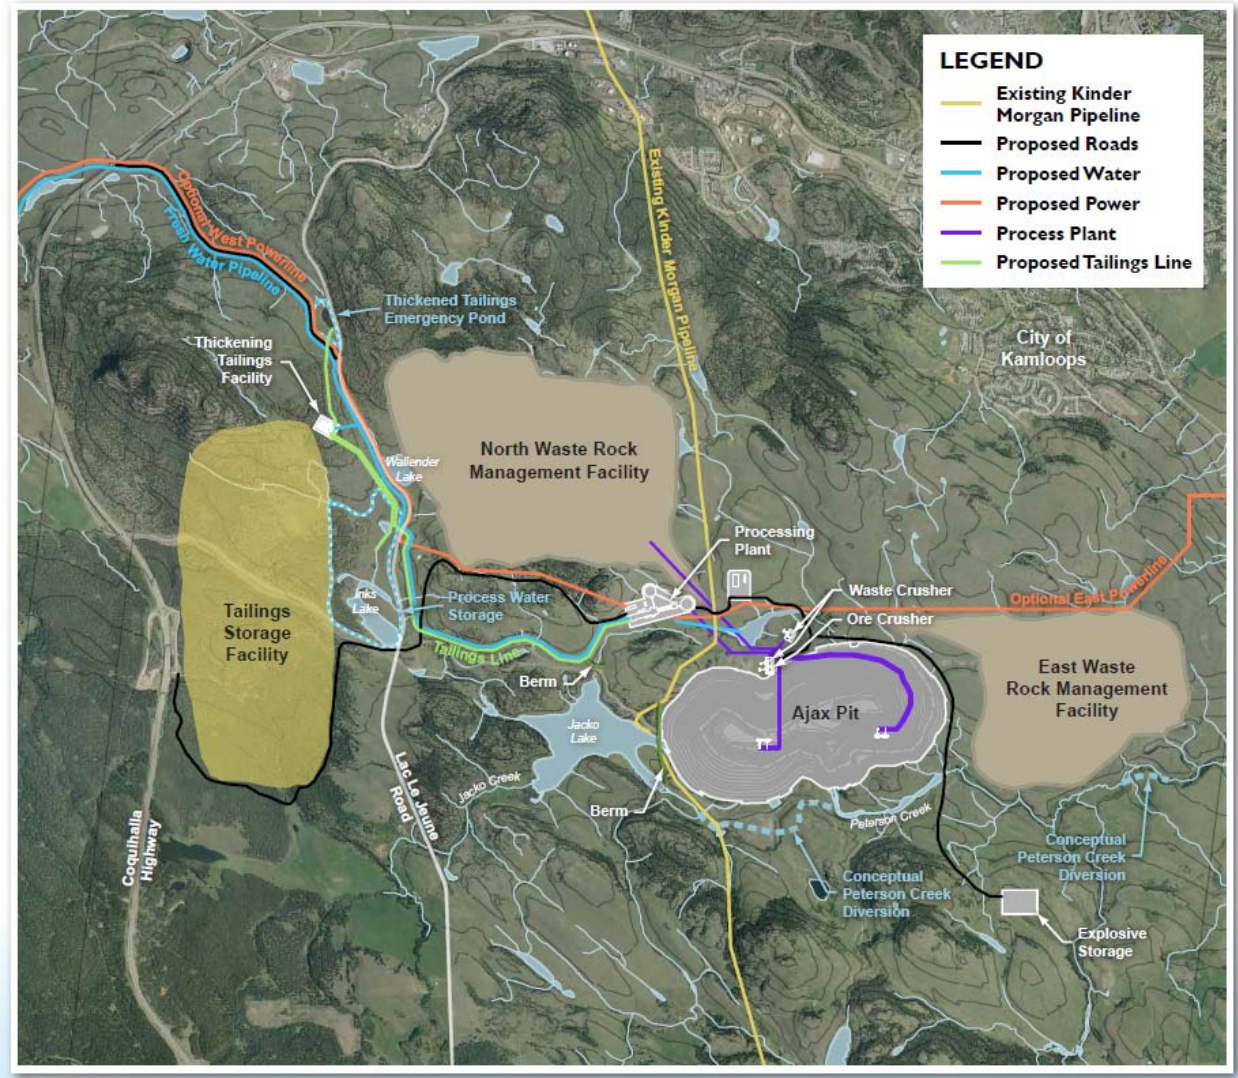 LEGEND
Existing Kinder
Morgan Pipeline
Proposed Roads
Proposed Water
Proposed Power
Process Plant
Proposed Tailings Line
Existing Kinder Morgan Pipeline
Optional West Powerline
Fresh Water Pipeline
Thickened Tailings
Emergency Pond
Thickening
Tailings
Facility
City of
Kamloops
North Waste Rock
Management Facility
Wallender
Lake
Processing
Plant
Tailings
Storage
Facility
Inks
Lake
Process Water
Storage
Waste Crusher
Ore Crusher
Optional East Powerline
Tailings Line
Berm
East Waste
Rock Management
Facility
Ajax Pit
Jacko
Lake
Jacko Creek
Lac Le Jeune
Road
Berm
Peterson Creek
Coquihalla
Highway
Conceptual
Peterson Creek
Diversion
Conceptual
Peterson Creek
Diversion
Explosive
Storage